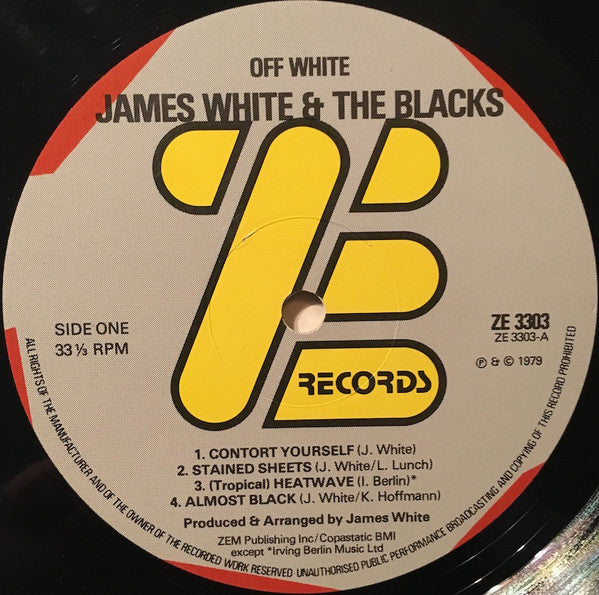 OFF WHITE
JAMES WHITE & THE BLACKS
ZE
RECORDS
SIDE ONE
33 ⅓ RPM
ZE 3303
ZE 3303-A
℗ & © 1979
1. CONTORT YOURSELF (J. White)
2. STAINED SHEETS (J. White/L. Lunch)
3. (Tropical) HEATWAVE (I. Berlin)*
4. ALMOST BLACK (J. White/K. Hoffmann)
Produced & Arranged by James White
ZEM Publishing Inc/Copastatic BMI
except *Irving Berlin Music Ltd
ALL RIGHTS OF THE MANUFACTURER AND OF THE OWNER OF THE RECORDED WORK RESERVED UNAUTHORISED PUBLIC PERFORMANCE BROADCASTING AND COPYING OF THIS RECORD PROHIBITED